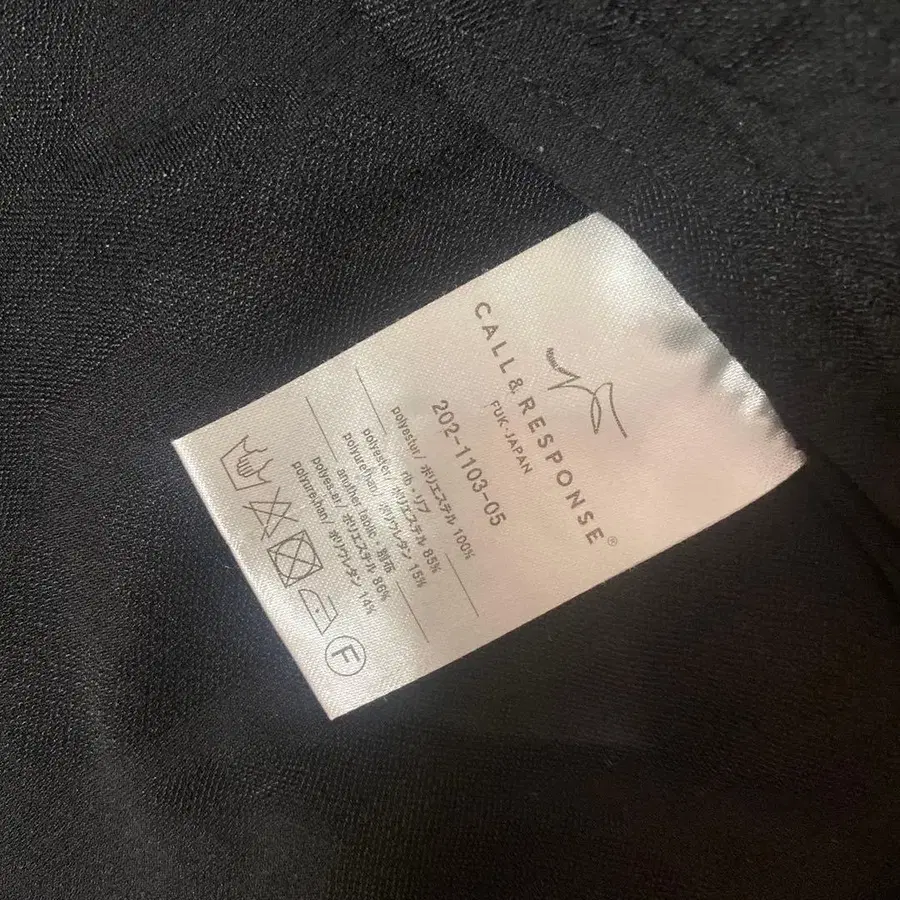 CALL & RESPONSE®
FUK-JAPAN
202-1103-05
polyestur/ ポリエステル 100%
rib・リブ
polyester/ ポリエステル 85%
polyurethan/ ポリウレタン 15%
another fabic・別布
polyester/ ポリエステル 86%
polyurethan/ ポリウレタン 14%
F